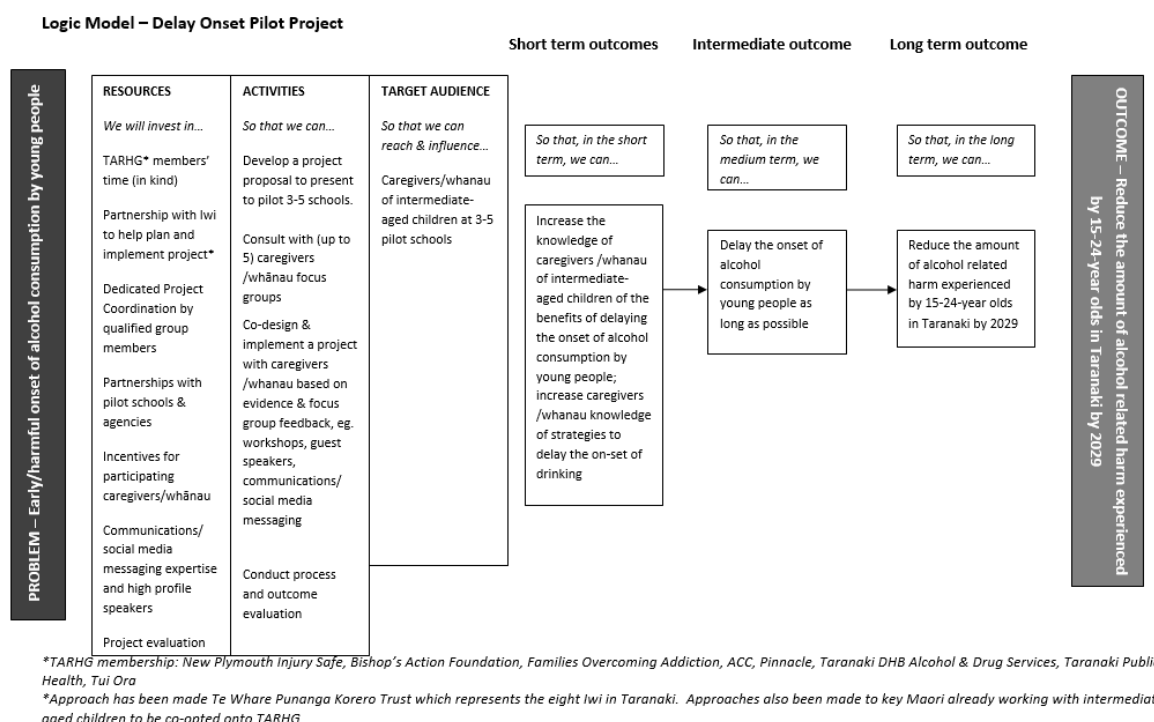 Logic Model – Delay Onset Pilot Project
Short term outcomes
Intermediate outcome
Long term outcome
PROBLEM – Early/harmful onset of alcohol consumption by young people
RESOURCES
We will invest in...
TARHG* members'
time (in kind)
Partnership with Iwi
to help plan and
implement project*
Dedicated Project
Coordination by
qualified group
members
Partnerships with
pilot schools &
agencies
Incentives for
participating
caregivers/whānau
Communications/
social media
messaging expertise
and high profile
speakers
Project evaluation
ACTIVITIES
So that we can...
Develop a project
proposal to present
to pilot 3-5 schools.
Consult with (up to
5) caregivers
/whānau focus
groups
Co-design &
implement a project
with caregivers
/whanau based on
evidence & focus
group feedback, eg.
workshops, guest
speakers,
communications/
social media
messaging
Conduct process
and outcome
evaluation
TARGET AUDIENCE
So that we can
reach & influence...
Caregivers/whanau
of intermediate-
aged children at 3-5
pilot schools
So that, in the short
term, we can...
Increase the
knowledge of
caregivers /whanau
of intermediate-
aged children of the
benefits of delaying
the onset of alcohol
consumption by
young people;
increase caregivers
/whanau knowledge
of strategies to
delay the on-set of
drinking
So that, in the
medium term, we
can...
Delay the onset of
alcohol
consumption by
young people as
long as possible
So that, in the long
term, we can...
Reduce the amount
of alcohol related
harm experienced
by 15-24-year olds
in Taranaki by 2029
OUTCOME – Reduce the amount of alcohol related harm experienced
by 15-24-year olds in Taranaki by 2029
*TARHG membership: New Plymouth Injury Safe, Bishop's Action Foundation, Families Overcoming Addiction, ACC, Pinnacle, Taranaki DHB Alcohol & Drug Services, Taranaki Public
Health, Tui Ora
*Approach has been made Te Whare Punanga Korero Trust which represents the eight Iwi in Taranaki. Approaches also been made to key Maori already working with intermediat
aged children to be co-opted onto TARHG